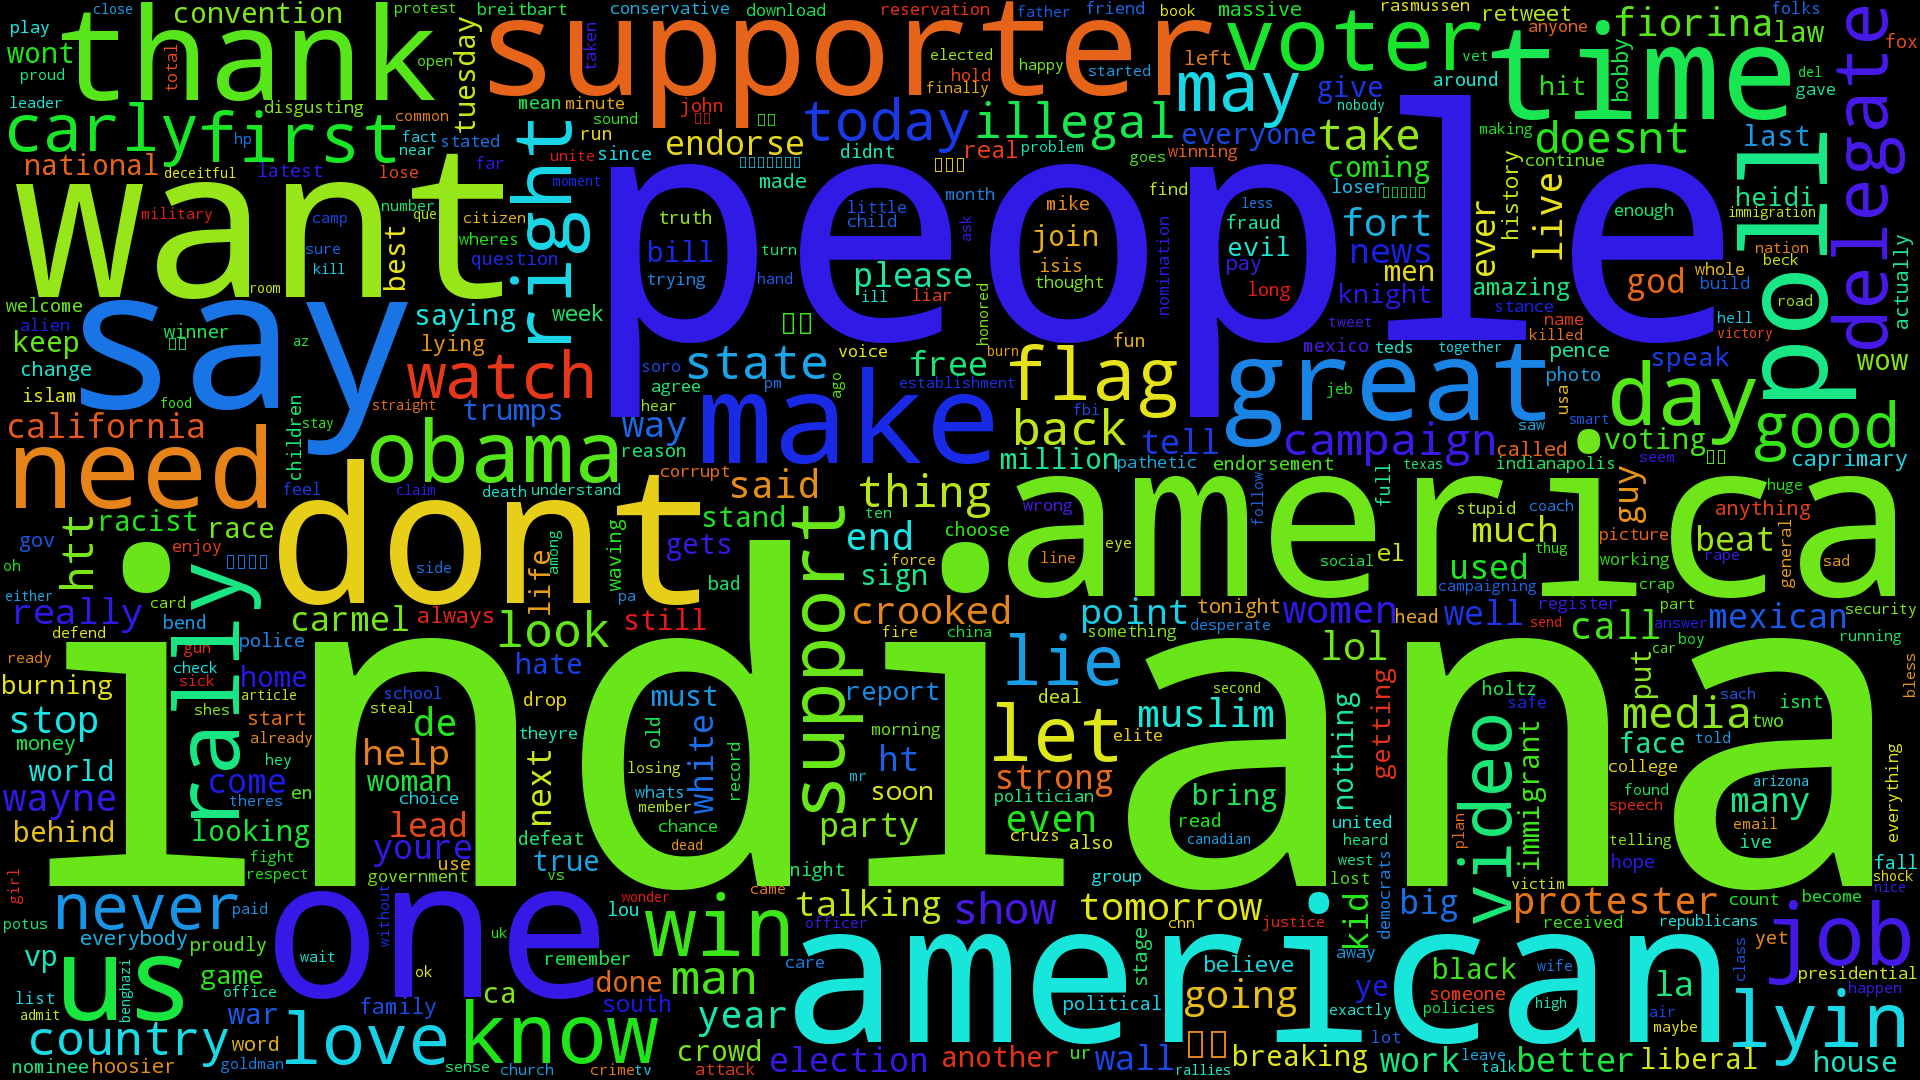 close
play
wont
proud
thank
convention
total
breitbart
conservative
protest
download
reservation
father
friend
book
massive
rasmussen
retweet
anyone
folks
fiorina
law
fox
supporter
taken
elected
happy
hold
finally
started
left
voter
vet
time
bobby
del
gave
delegate
leader
disgusting
open
tuesday
mean
minute
sound
john
may
give
around
nobody
hit
carly
first
common
fact
near
hp
stated
run
since
endorse
today
didnt
illegal
everyone
take
making
doesnt
last
national
deceitful
latest
lose
far
unite
moment
made
real
problem
goes
winning
coming
continue
history
poll
heidi
immigration
want
military
camp
number
que
citizen
right
people
truth
little
child
month
mike
find
less
loser
enough
sure
kill
room
best
wheres
question
bill
turn
ask
join
fraud
evil
fort
news
ever
live
nation
beck
actually
trying
hand
please
isis
thought
nomination
pay
men
god
whole
build
ill
liar
long
knight
amazing
road
welcome
alien
winner
az
saying
week
honored
tweet
stance
name
hell
victory
keep
say
lying
soro
state
voice
free
burn
fun
mexico
teds
together
killed
pence
speak
wow
change
islam
food
watch
agree
hear
pm
ago
establishment
flag
great
jeb
usa
photo
day
straight
stay
trumps
way
make
fbi
saw
smart
good
california
children
obama
reason
back
tell
campaign
called
voting
need
feel
claim
corrupt
million
pathetic
endorsement
texas
indianapolis
seem
caprimary
death
understand
said
thing
follow
full
guy
huge
htt
racist
race
dont
stand
support
choose
ten
wrong
america
stupid
coach
anything
gov
enjoy
gets
end
much
picture
beat
general
oh
side
among
waving
life
bad
force
sign
line
eye
social
el
used
thug
working
rape
sad
either
card
pa
campaigning
crap
really
bend
carmel
always
look
still
crooked
point
tonight
women
head
well
register
send
call
part
answer
mexican
security
defend
rally
police
fire
china
something
desperate
lol
boy
running
ready
gun
check
sick
home
hate
indiana
lie
car
bless
burning
article
school
steal
drop
must
report
deal
second
holtz
safe
put
sach
isnt
stop
shes
start
de
old
white
morning
let
elite
muslim
nothing
getting
video
media
two
money
already
hey
help
theyre
losing
record
ht
face
told
world
come
woman
next
whats
mr
strong
bring
immigrant
college
arizona
everything
wayne
theres
en
choice
member
soon
politician
found
many
behind
looking
lead
chance
party
even
read
united
speech
email
defeat
dead
cruzs
also
canadian
heard
plan
telling
ive
fight
youre
use
true
west
hope
fall
girl
respect
government
vs
night
group
lost
victim
shock
never
came
wonder
nice
paid
without
one
lou
win
talking
show
tomorrow
big
protester
count
become
potus
everybody
proudly
uk
officer
cnn
justice
kid
democrats
received
republicans
job
vp
us
game
wait
ok
remember
care
stage
believe
away
yet
class
list
benghazi
office
ca
done
man
american
going
ye
black
wife
la
presidential
admit
war
family
south
year
political
exactly
someone
policies
high
air
happen
country
word
love
know
maybe
lyin
nominee
hoosier
goldman
sense
church
crime
tv
crowd
attack
election
another
ur
wall
rallies
breaking
lot
work
leave
talk
better
liberal
house